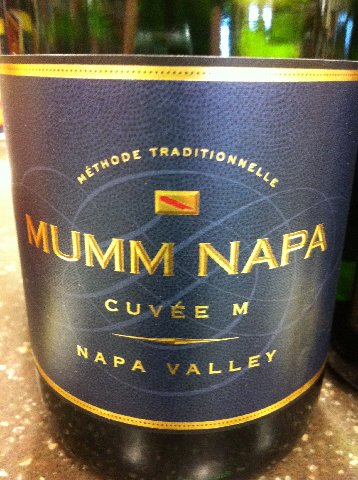 MÉTHODE TRADITIONNELLE
MUMM NAPA
CUVÉE M
NAPA VALLEY